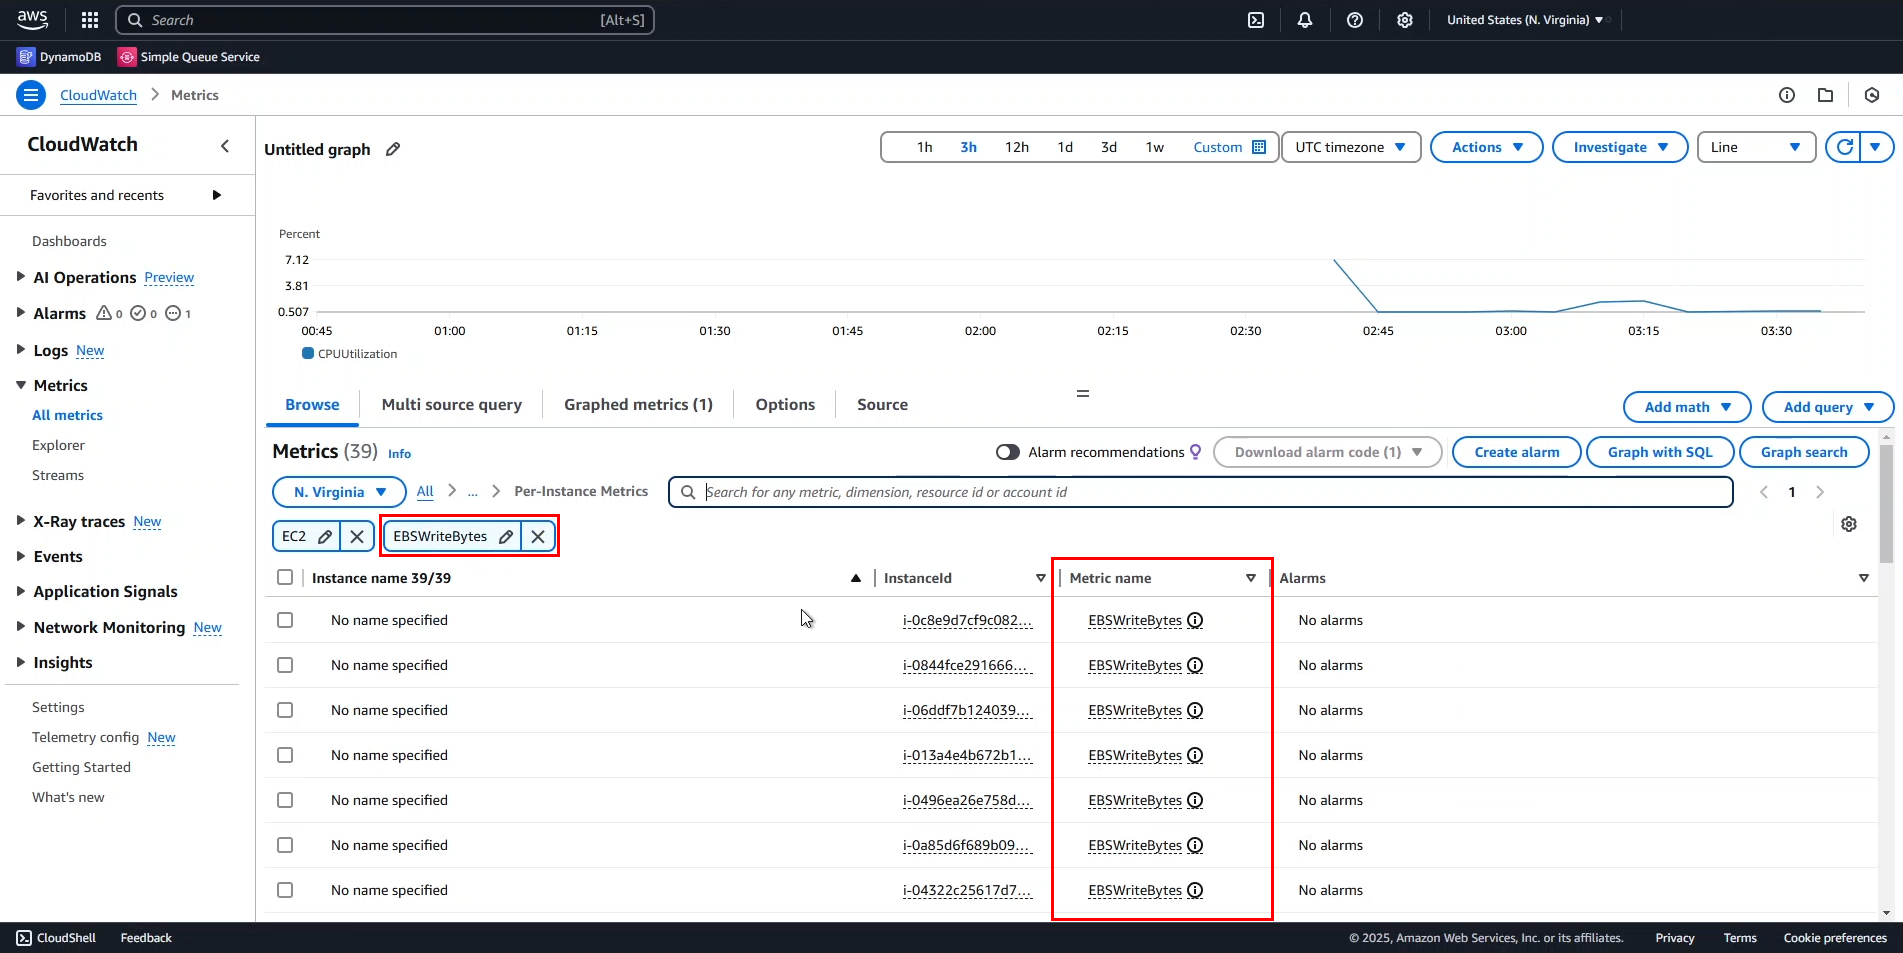 aws
Search [Alt+S]
United States (N. Virginia) ▼
DynamoDB Simple Queue Service
CloudWatch > Metrics
CloudWatch
Favorites and recents
Dashboards
AI Operations Preview
Alarms 0 0 1
Logs New
Metrics
All metrics
Explorer
Streams
X-Ray traces New
Events
Application Signals
Network Monitoring New
Insights
Settings
Telemetry config New
Getting Started
What's new
Untitled graph
1h 3h 12h 1d 3d 1w Custom UTC timezone Actions Investigate Line
Percent
7.12
3.81
0.507
00:45 01:00 01:15 01:30 01:45 02:00 02:15 02:30 02:45 03:00 03:15 03:30
CPUUtilization
Browse Multi source query Graphed metrics (1) Options Source Add math Add query
Metrics (39) Info Alarm recommendations Download alarm code (1) Create alarm Graph with SQL Graph search
N. Virginia All > ... > Per-Instance Metrics Search for any metric, dimension, resource id or account id < 1 >
EC2 EBSWriteBytes
Instance name 39/39 InstanceId Metric name Alarms
No name specified i-0c8e9d7cf9c082... EBSWriteBytes No alarms
No name specified i-0844fce291666... EBSWriteBytes No alarms
No name specified i-06ddf7b124039... EBSWriteBytes No alarms
No name specified i-013a4e4b672b1... EBSWriteBytes No alarms
No name specified i-0496ea26e758d... EBSWriteBytes No alarms
No name specified i-0a85d6f689b09... EBSWriteBytes No alarms
No name specified i-04322c25617d7... EBSWriteBytes No alarms
CloudShell Feedback © 2025, Amazon Web Services, Inc. or its affiliates. Privacy Terms Cookie preferences